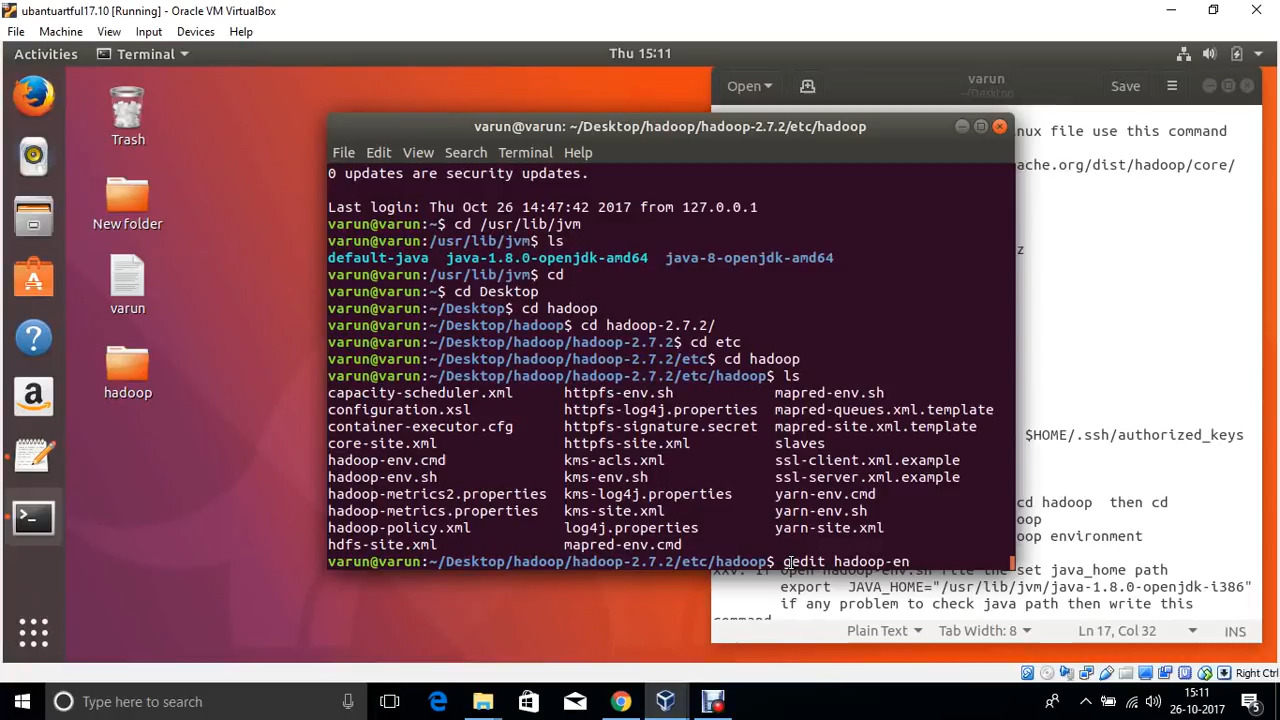 ubantuartful17.10 [Running] - Oracle VM VirtualBox
File Machine View Input Devices Help
Activities Terminal Thu 15:11
Trash
New folder
varun
hadoop
Open varun Save
~/Desktop
nux file use this command
pache.org/dist/hadoop/core/
z
$HOME/.ssh/authorized_keys
cd hadoop then cd
oop
oop environment
xxv. if open hadoop-env.sh file the set java_home path
export JAVA_HOME="/usr/lib/jvm/java-1.8.0-openjdk-i386"
if any problem to check java path then write this
command
Plain Text Tab Width: 8 Ln 17, Col 32 INS
varun@varun: ~/Desktop/hadoop/hadoop-2.7.2/etc/hadoop
File Edit View Search Terminal Help
0 updates are security updates.
Last login: Thu Oct 26 14:47:42 2017 from 127.0.0.1
varun@varun:~$ cd /usr/lib/jvm
varun@varun:/usr/lib/jvm$ ls
default-java java-1.8.0-openjdk-amd64 java-8-openjdk-amd64
varun@varun:/usr/lib/jvm$ cd
varun@varun:~$ cd Desktop
varun@varun:~/Desktop$ cd hadoop
varun@varun:~/Desktop/hadoop$ cd hadoop-2.7.2/
varun@varun:~/Desktop/hadoop/hadoop-2.7.2$ cd etc
varun@varun:~/Desktop/hadoop/hadoop-2.7.2/etc$ cd hadoop
varun@varun:~/Desktop/hadoop/hadoop-2.7.2/etc/hadoop$ ls
capacity-scheduler.xml httpfs-env.sh mapred-env.sh
configuration.xsl httpfs-log4j.properties mapred-queues.xml.template
container-executor.cfg httpfs-signature.secret mapred-site.xml.template
core-site.xml httpfs-site.xml slaves
hadoop-env.cmd kms-acls.xml ssl-client.xml.example
hadoop-env.sh kms-env.sh ssl-server.xml.example
hadoop-metrics2.properties kms-log4j.properties yarn-env.cmd
hadoop-metrics.properties kms-site.xml yarn-env.sh
hadoop-policy.xml log4j.properties yarn-site.xml
hdfs-site.xml mapred-env.cmd
varun@varun:~/Desktop/hadoop/hadoop-2.7.2/etc/hadoop$ gedit hadoop-en
Right Ctrl
Type here to search
15:11
26-10-2017
5